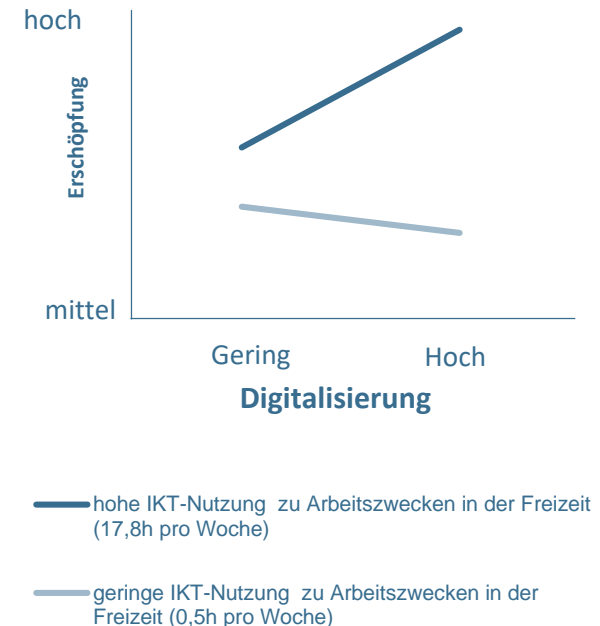 hoch
Erschöpfung
mittel
Gering Hoch
Digitalisierung
hohe IKT-Nutzung zu Arbeitszwecken in der Freizeit
(17,8h pro Woche)
geringe IKT-Nutzung zu Arbeitszwecken in der
Freizeit (0,5h pro Woche)